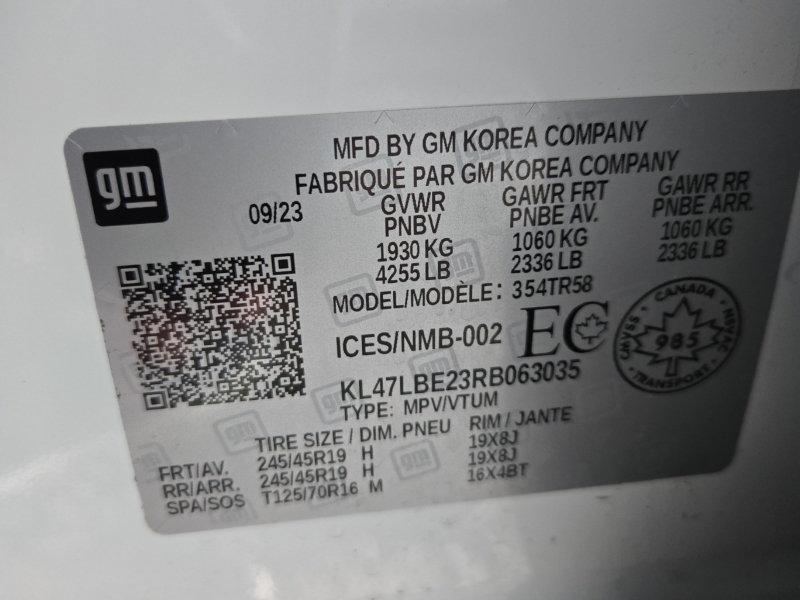 MFD BY GM KOREA COMPANY
FABRIQUÉ PAR GM KOREA COMPANY
gm
09/23
GVWR GAWR FRT GAWR RR
PNBV PNBE AV. PNBE ARR.
1930 KG 1060 KG 1060 KG
4255 LB 2336 LB 2336 LB
MODEL/MODÈLE: 354TR58
ICES/NMB-002 EC
CANADA
CMVSS 985 NSVAC
TRANSPORT
KL47LBE23RB063035
TYPE: MPV/VTUM
TIRE SIZE / DIM. PNEU RIM / JANTE
FRT/AV. 245/45R19 H 19X8J
RR/ARR. 245/45R19 H 19X8J
SPA/SOS T125/70R16 M 16X4BT